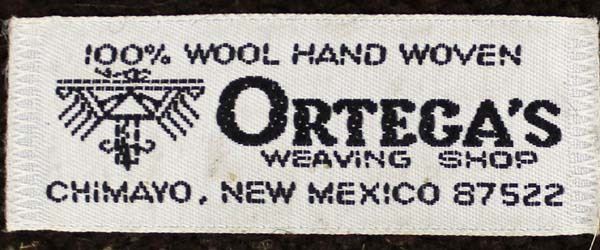 100% WOOL HAND WOVEN
ORTEGA'S
WEAVING SHOP
CHIMAYO, NEW MEXICO 87522